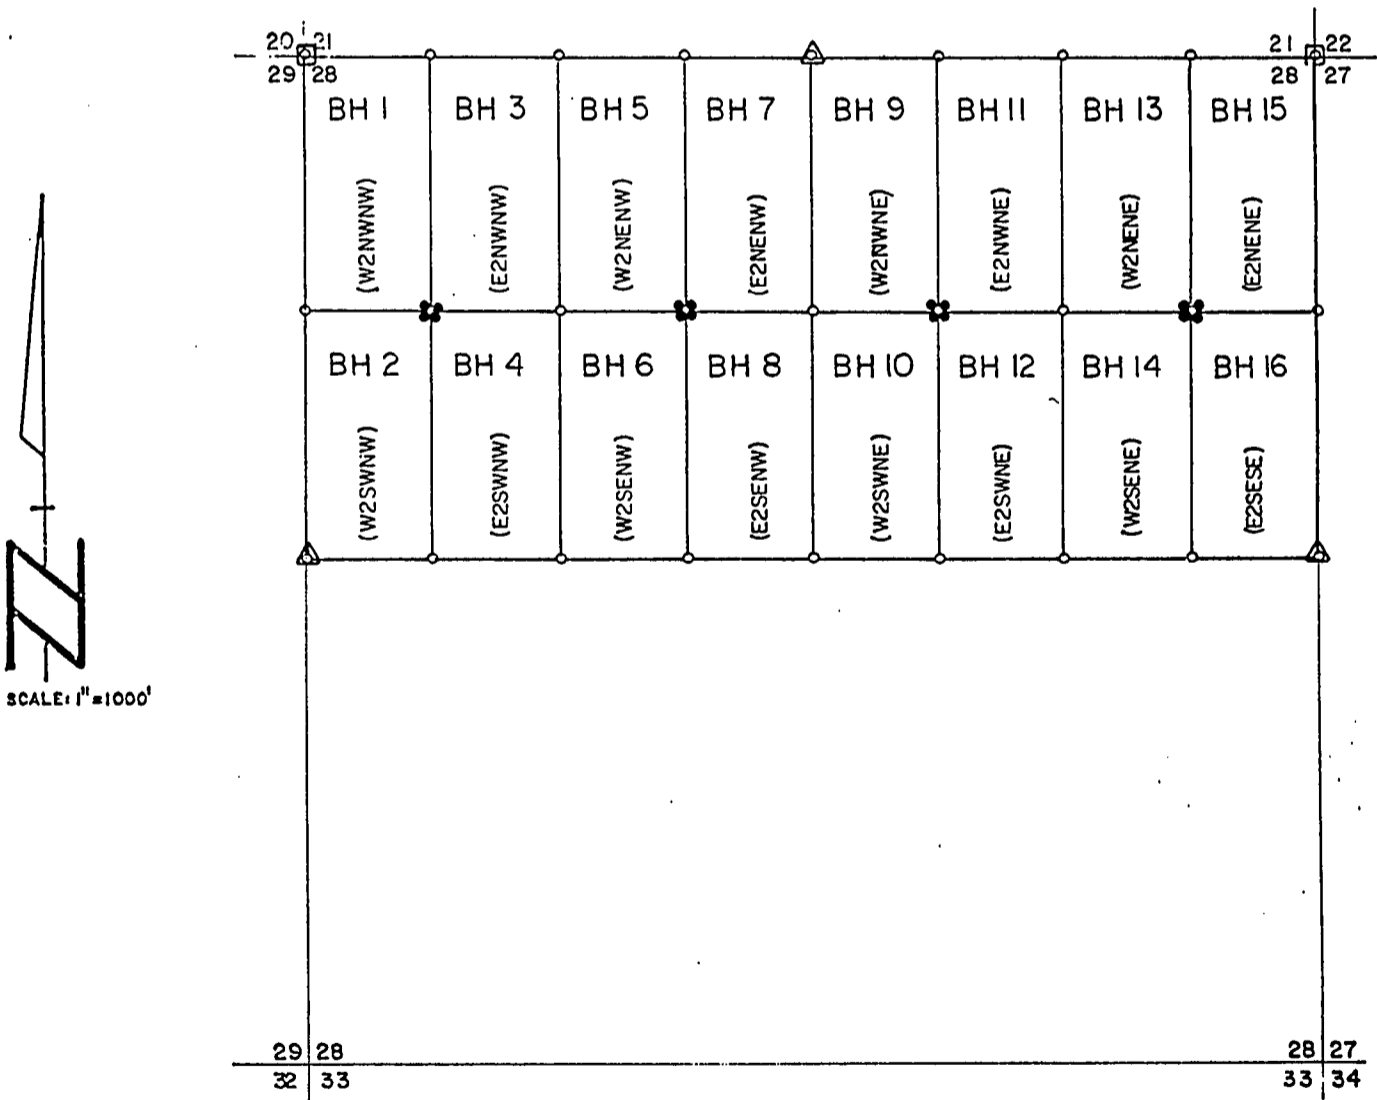 20 21 21 22
29 28 28 27
BH 1 BH 3 BH 5 BH 7 BH 9 BH 11 BH 13 BH 15
(W2NWNW) (E2NWNW) (W2NENW) (E2NENW) (W2NWNE) (E2NWNE) (W2NENE) (E2NENE)
BH 2 BH 4 BH 6 BH 8 BH 10 BH 12 BH 14 BH 16
(W2SWNW) (E2SWNW) (W2SENW) (E2SENW) (W2SWNE) (E2SWNE) (W2SENE) (E2SESE)
N
SCALE: 1"=1000'
29 28 28 27
32 33 33 34